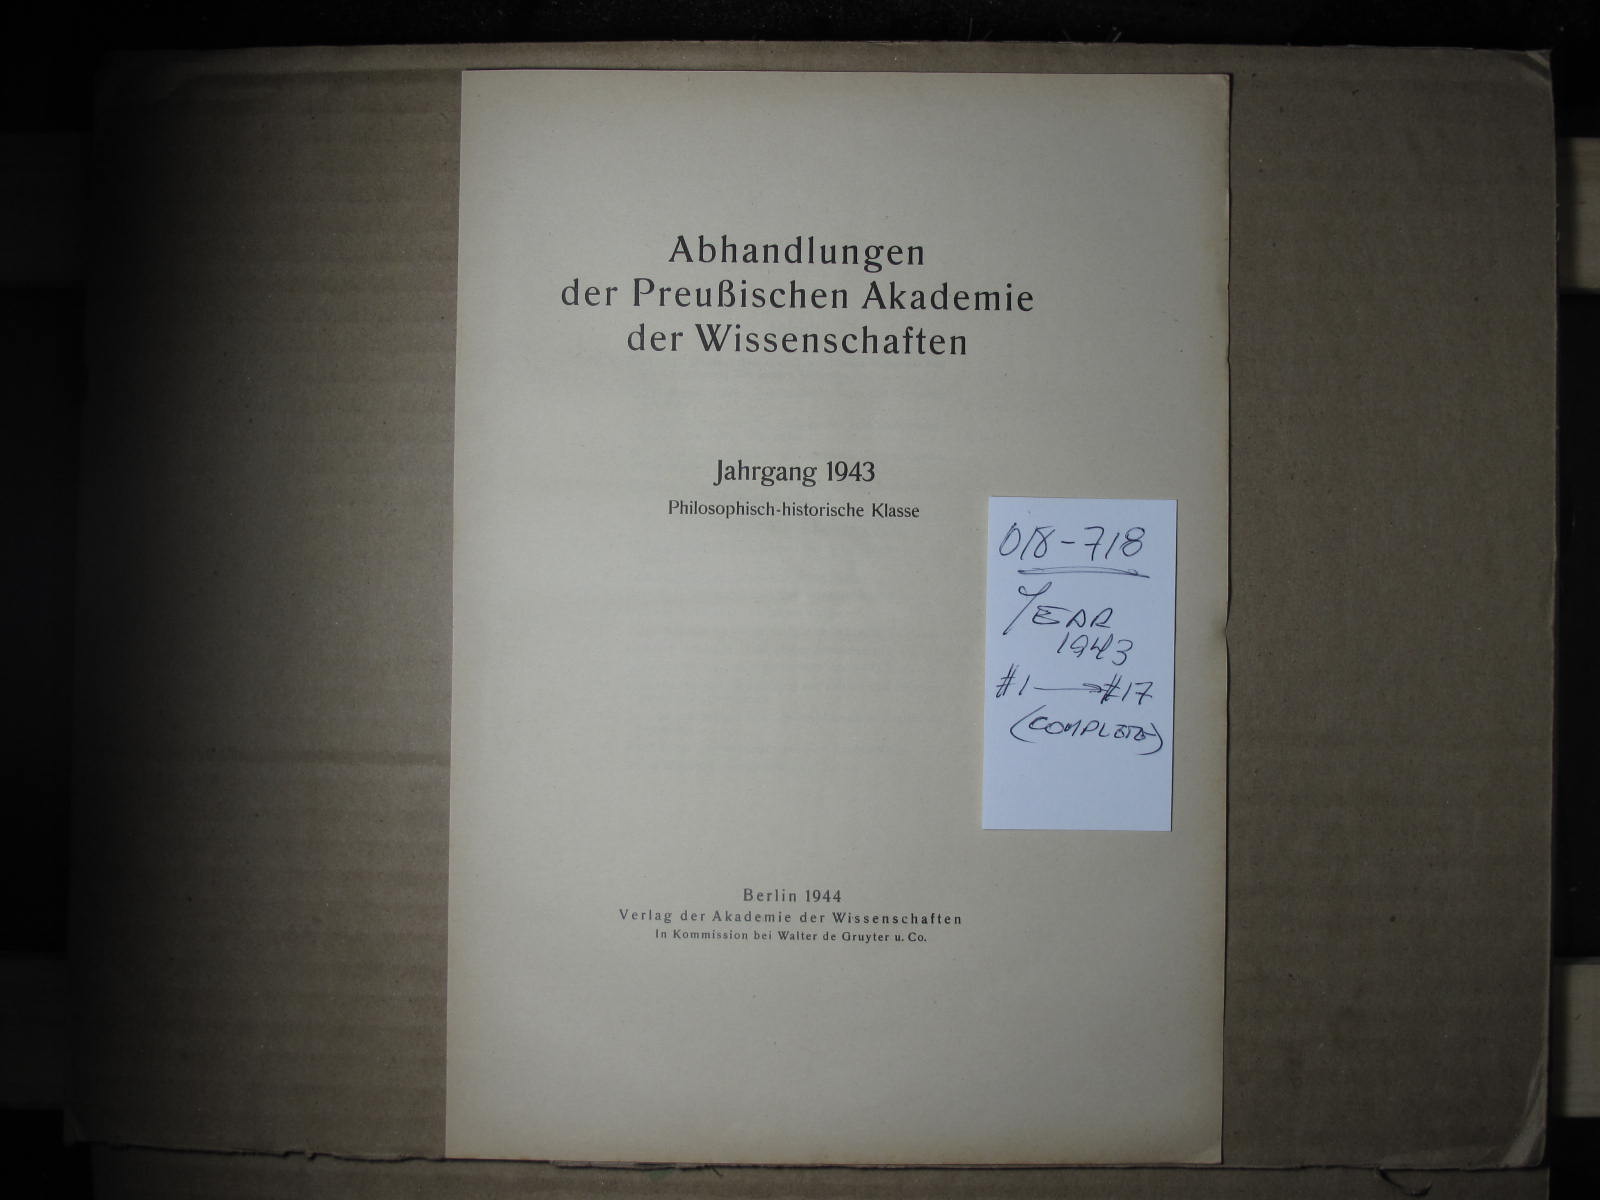 Abhandlungen
der Preußischen Akademie
der Wissenschaften
Jahrgang 1943
Philosophisch-historische Klasse
018-718
YEAR
1943
#1 → #17
(COMPLETE)
Berlin 1944
Verlag der Akademie der Wissenschaften
In Kommission bei Walter de Gruyter u. Co.